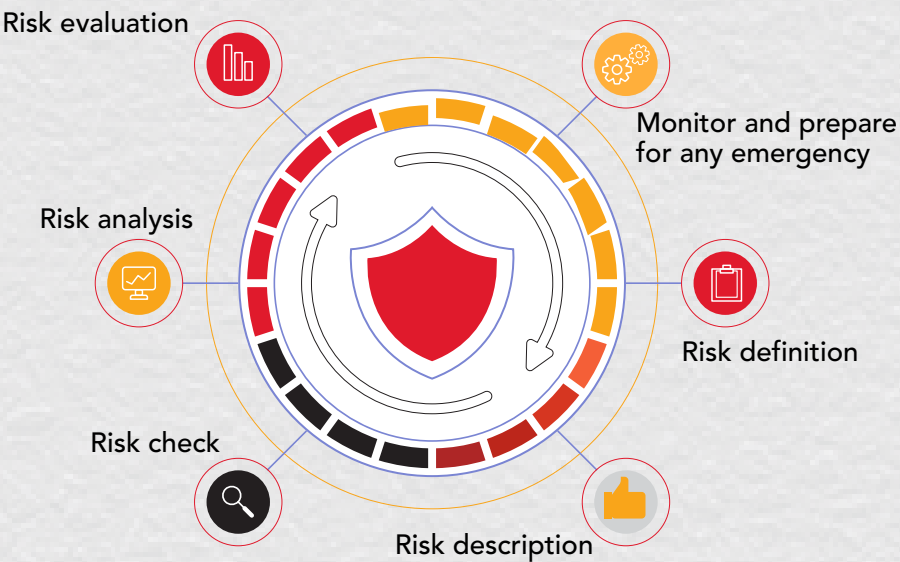 Risk evaluation
Monitor and prepare
for any emergency
Risk analysis
Risk definition
Risk check
Risk description